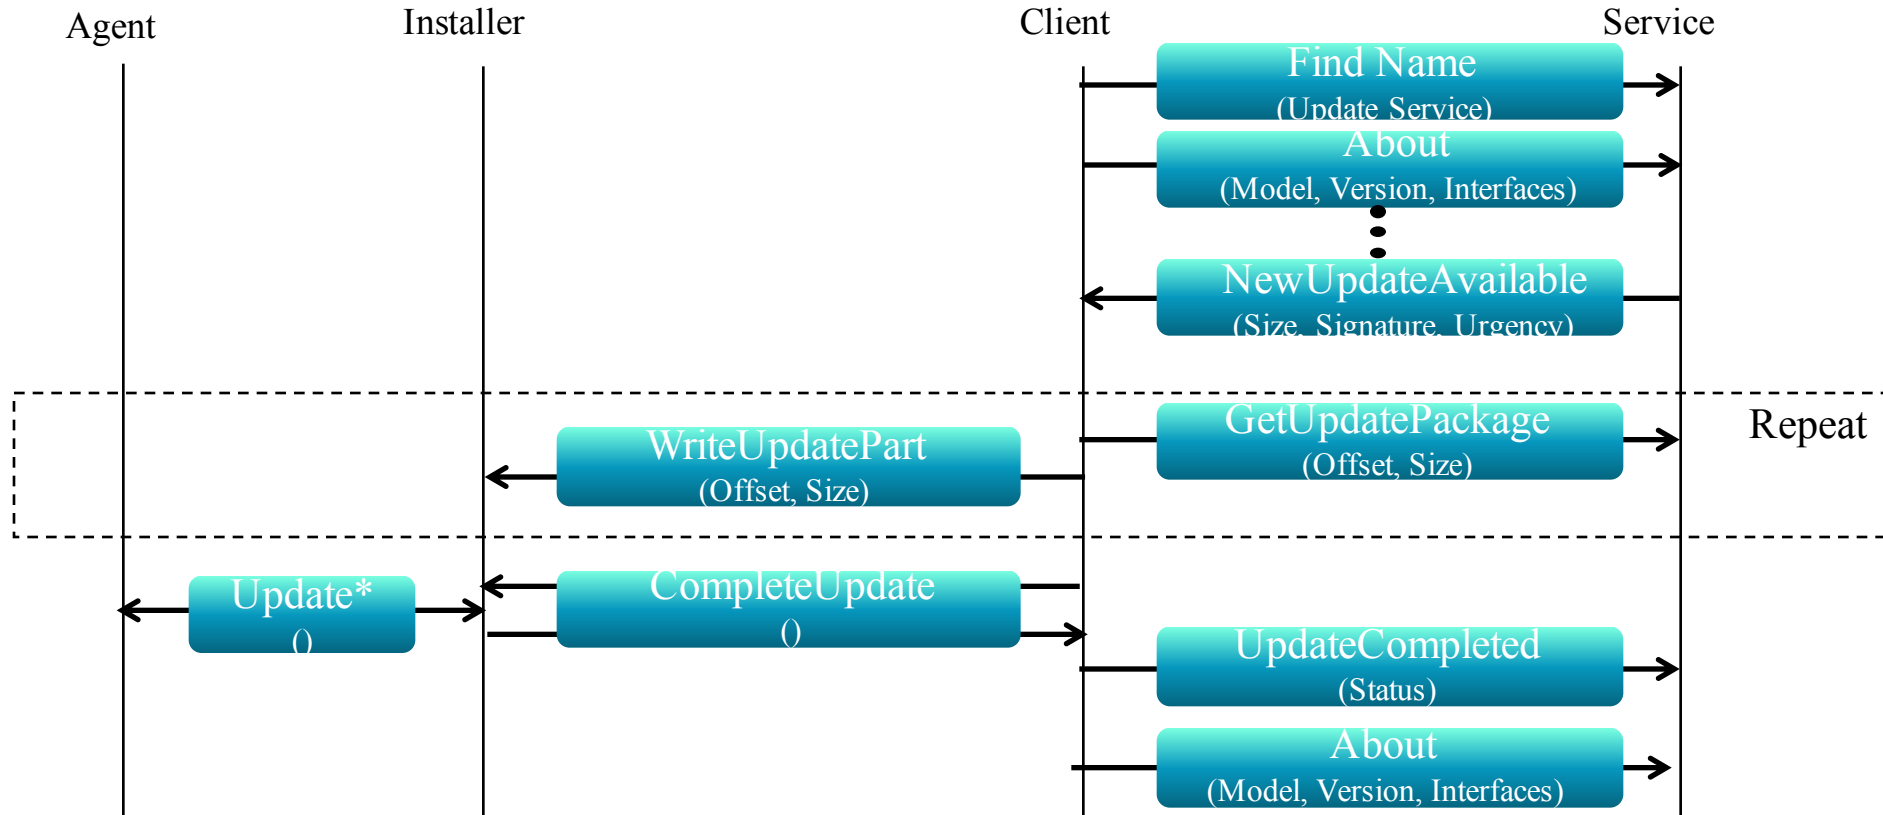 Agent
Installer
Client
Service
Find Name
(Update Service)
About
(Model, Version, Interfaces)
NewUpdateAvailable
(Size, Signature, Urgency)
Repeat
GetUpdatePackage
(Offset, Size)
WriteUpdatePart
(Offset, Size)
Update*
()
CompleteUpdate
()
UpdateCompleted
(Status)
About
(Model, Version, Interfaces)